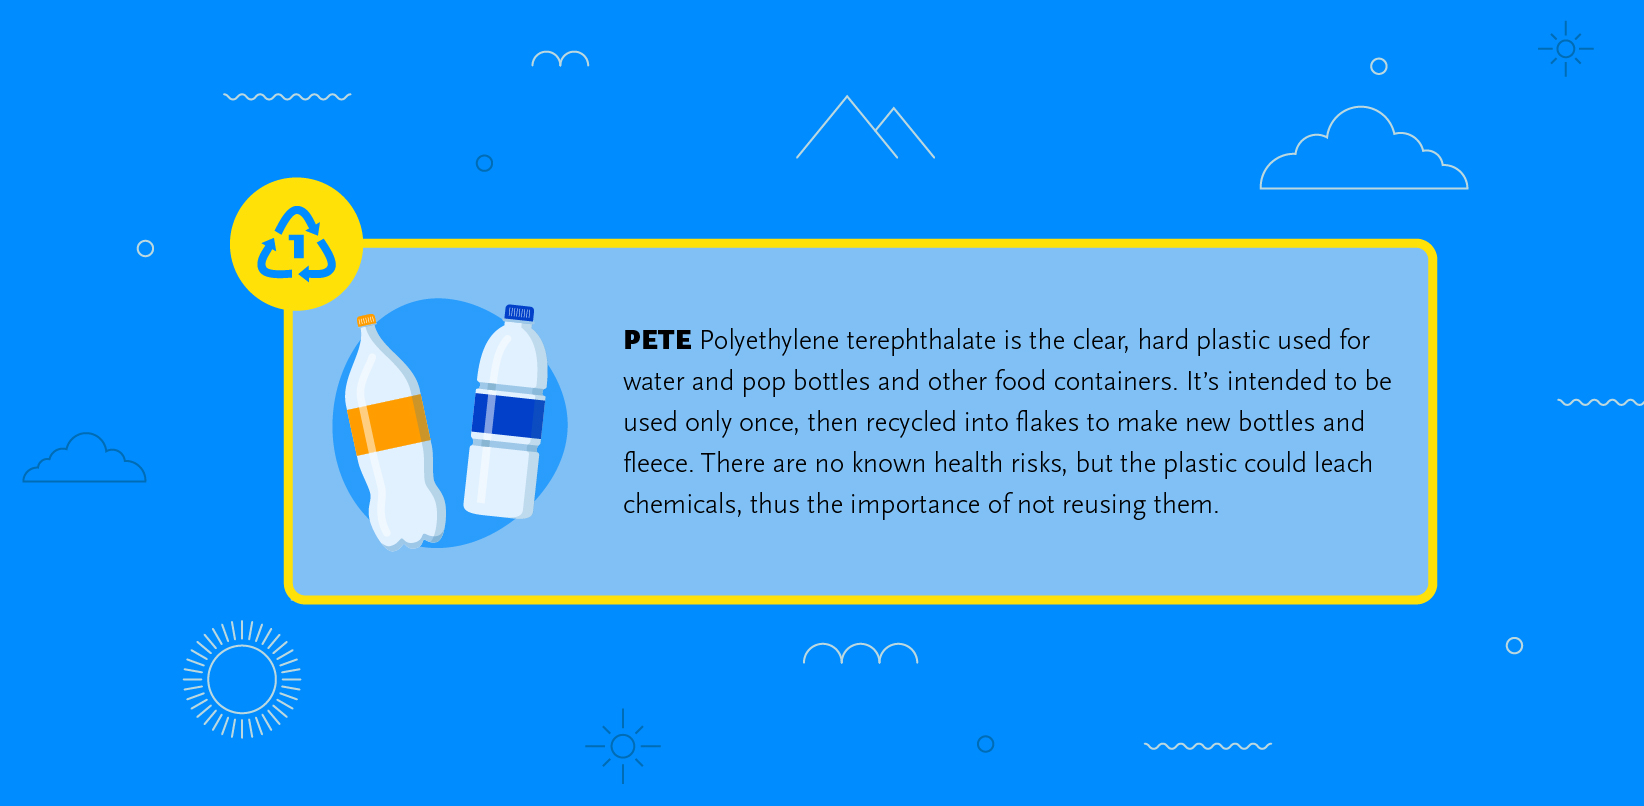 1
PETE Polyethylene terephthalate is the clear, hard plastic used for
water and pop bottles and other food containers. It’s intended to be
used only once, then recycled into flakes to make new bottles and
fleece. There are no known health risks, but the plastic could leach
chemicals, thus the importance of not reusing them.